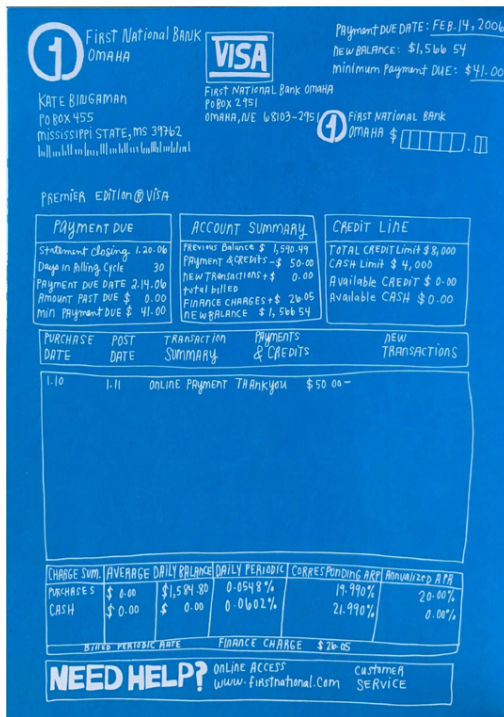 1 First National Bank
Omaha
VISA
Payment Due Date: Feb. 14, 2006
New Balance: $1,566 54
Minimum Payment Due: $41.00
First National Bank Omaha
PO Box 2951
Omaha, NE 68103-2951
Kate Bingaman
PO Box 455
Mississippi State, MS 39762
1 First National Bank
Omaha $
Premier Edition® Visa
Payment Due
Statement Closing 1.20.06
Days in Billing Cycle 30
Payment Due Date 2.14.06
Amount Past Due $ 0.00
Min Payment Due $ 41.00
Account Summary
Previous Balance $ 1,590.49
Payment & Credits -$ 50.00
New Transactions +$ 0.00
Total billed
Finance Charges +$ 26.05
New Balance $1,566 54
Credit Line
Total Credit Limit $8,000
Cash Limit $4,000
Available Credit $0.00
Available Cash $0.00
Purchase Date Post Date Transaction Summary Payments & Credits New Transactions
1.10 1.11 Online Payment Thankyou $50 00-
Charge Sum. Average Daily Balance Daily Periodic Corresponding ARP Annualized APR
Purchases $0.00 $1,584.80 0.0548% 19.990% 20.00%
Cash $0.00 $0.00 0.0602% 21.990% 0.00%
Billed Periodic Rate Finance Charge $26.05
NEED HELP? Online Access Customer
www.firstnational.com Service